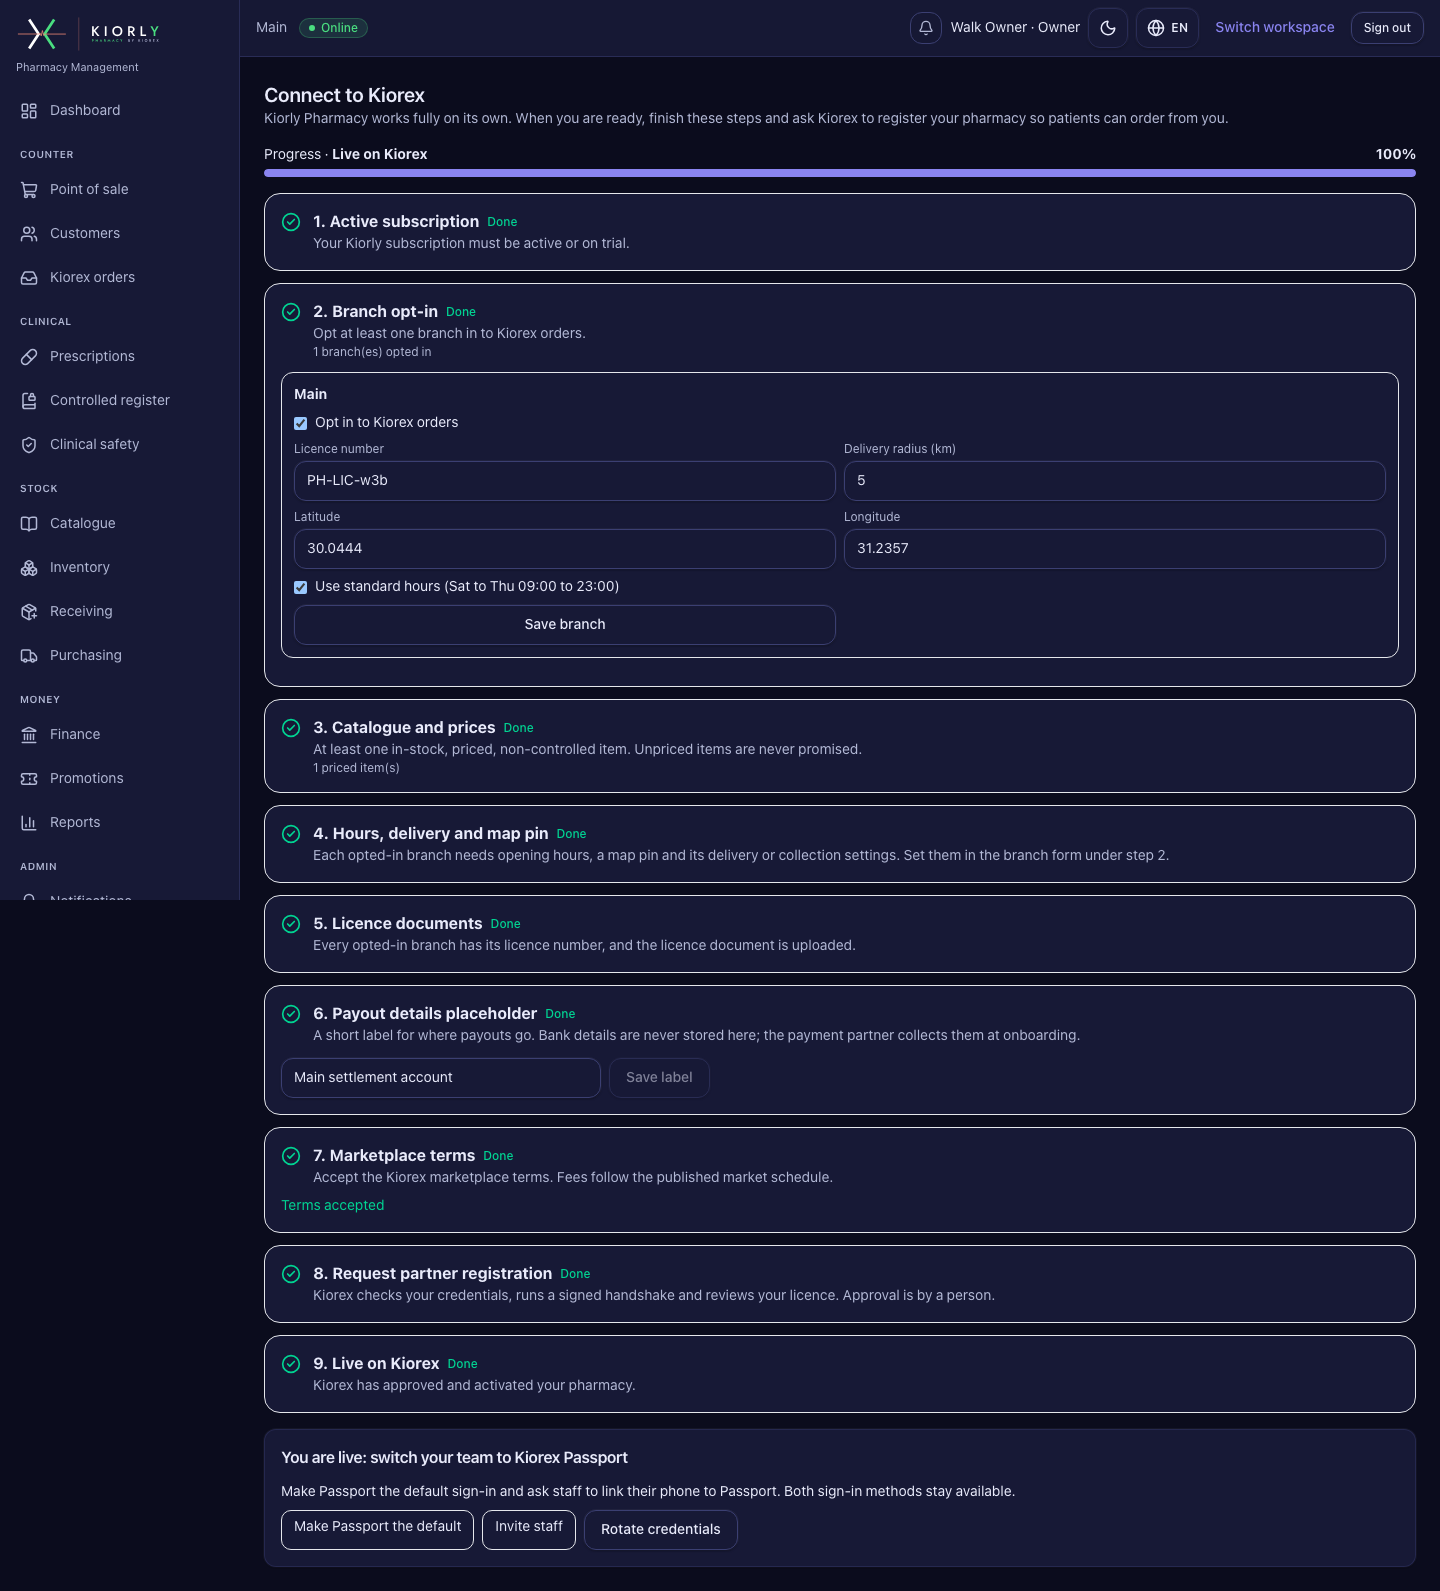 KIORLY
PHARMACY BY KIOREX
Pharmacy Management
Dashboard
COUNTER
Point of sale
Customers
Kiorex orders
CLINICAL
Prescriptions
Controlled register
Clinical safety
STOCK
Catalogue
Inventory
Receiving
Purchasing
MONEY
Finance
Promotions
Reports
ADMIN
Notifications
Main
Online
Walk Owner · Owner
EN
Switch workspace
Sign out
Connect to Kiorex
Kiorly Pharmacy works fully on its own. When you are ready, finish these steps and ask Kiorex to register your pharmacy so patients can order from you.
Progress · Live on Kiorex
100%
1. Active subscription Done
Your Kiorly subscription must be active or on trial.
2. Branch opt-in Done
Opt at least one branch in to Kiorex orders.
1 branch(es) opted in
Main
Opt in to Kiorex orders
Licence number
Delivery radius (km)
PH-LIC-w3b
5
Latitude
Longitude
30.0444
31.2357
Use standard hours (Sat to Thu 09:00 to 23:00)
Save branch
3. Catalogue and prices Done
At least one in-stock, priced, non-controlled item. Unpriced items are never promised.
1 priced item(s)
4. Hours, delivery and map pin Done
Each opted-in branch needs opening hours, a map pin and its delivery or collection settings. Set them in the branch form under step 2.
5. Licence documents Done
Every opted-in branch has its licence number, and the licence document is uploaded.
6. Payout details placeholder Done
A short label for where payouts go. Bank details are never stored here; the payment partner collects them at onboarding.
Main settlement account
Save label
7. Marketplace terms Done
Accept the Kiorex marketplace terms. Fees follow the published market schedule.
Terms accepted
8. Request partner registration Done
Kiorex checks your credentials, runs a signed handshake and reviews your licence. Approval is by a person.
9. Live on Kiorex Done
Kiorex has approved and activated your pharmacy.
You are live: switch your team to Kiorex Passport
Make Passport the default sign-in and ask staff to link their phone to Passport. Both sign-in methods stay available.
Make Passport the default
Invite staff
Rotate credentials